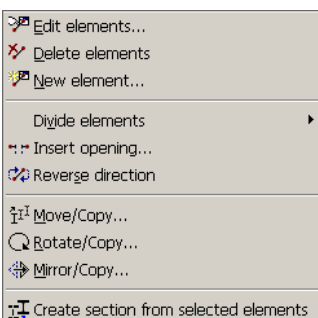 Edit elements...
Delete elements
New element...
Divide elements
Insert opening...
Reverse direction
Move/Copy...
Rotate/Copy...
Mirror/Copy...
Create section from selected elements